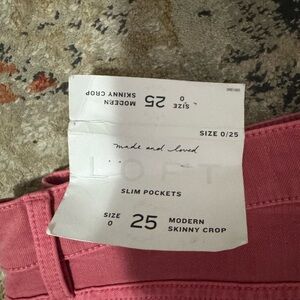 MODERN
SKINNY CROP
25
SIZE
0
SIZE 0/25
made and loved
LOFT
SLIM POCKETS
SIZE
0
25
MODERN
SKINNY CROP